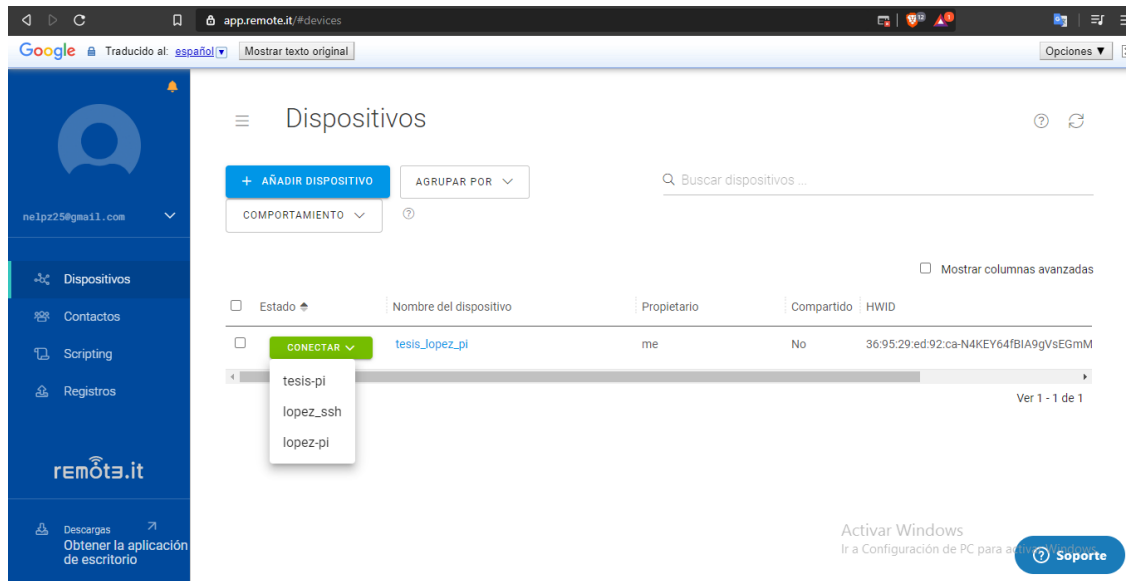 app.remote.it/#devices
12
1
Google Traducido al: español Mostrar texto original Opciones ▼
Dispositivos
+ AÑADIR DISPOSITIVO AGRUPAR POR Buscar dispositivos ...
nelpz25@gmail.com COMPORTAMIENTO
Dispositivos
Contactos
Scripting
Registros
remote.it
Descargas
Obtener la aplicación
de escritorio
Mostrar columnas avanzadas
Estado Nombre del dispositivo Propietario Compartido HWID
CONECTAR tesis_lopez_pi me No 36:95:29:ed:92:ca-N4KEY64fBIA9gVsEGmM
tesis-pi
lopez_ssh
lopez-pi
Ver 1 - 1 de 1
Activar Windows
Ir a Configuración de PC para activar Windows.
Soporte